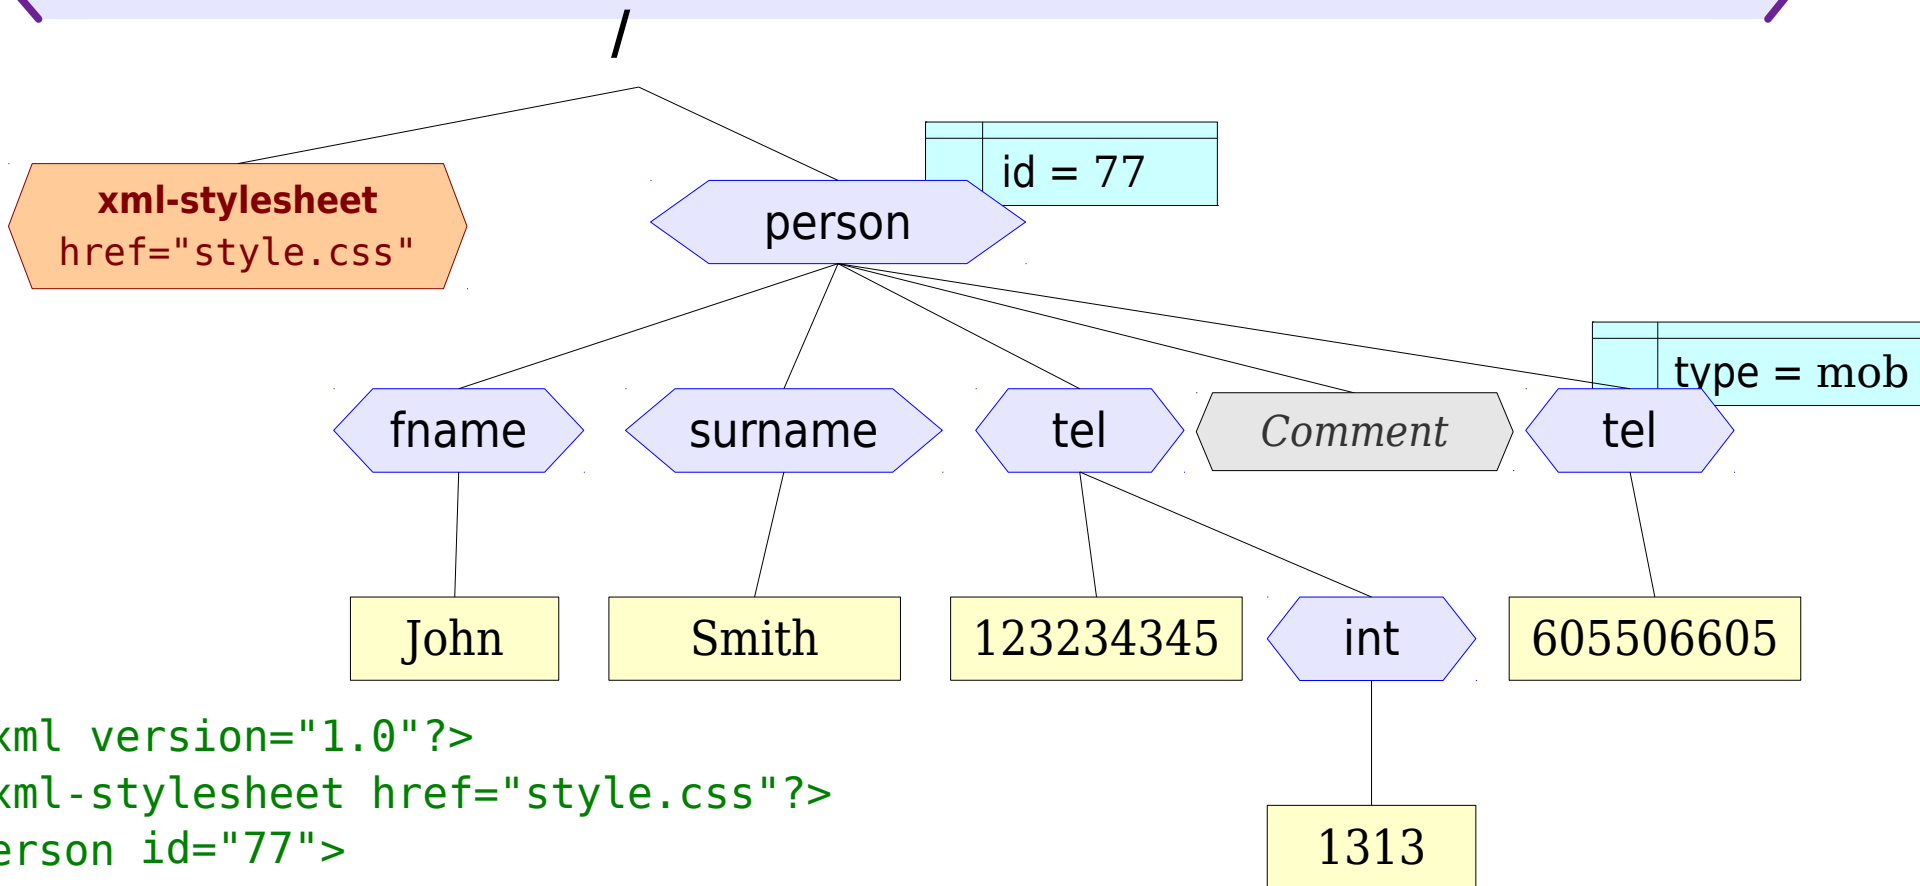 /
id = 77
xml-stylesheet
href="style.css"
person
type = mob
fname
surname
tel
Comment
tel
John
Smith
123234345
int
605506605
xml version="1.0"?>
xml-stylesheet href="style.css"?>
erson id="77">
1313